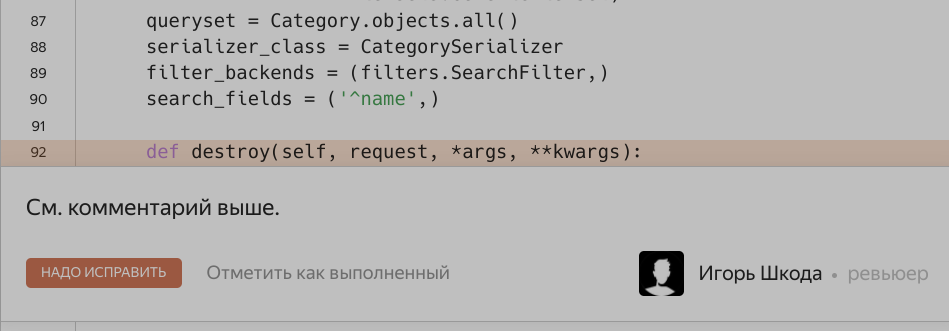 87 queryset = Category.objects.all()
88 serializer_class = CategorySerializer
89 filter_backends = (filters.SearchFilter,)
90 search_fields = ('^name',)
91
92 def destroy(self, request, *args, **kwargs):
См. комментарий выше.
НАДО ИСПРАВИТЬ Отметить как выполненный Игорь Шкода • ревьюер